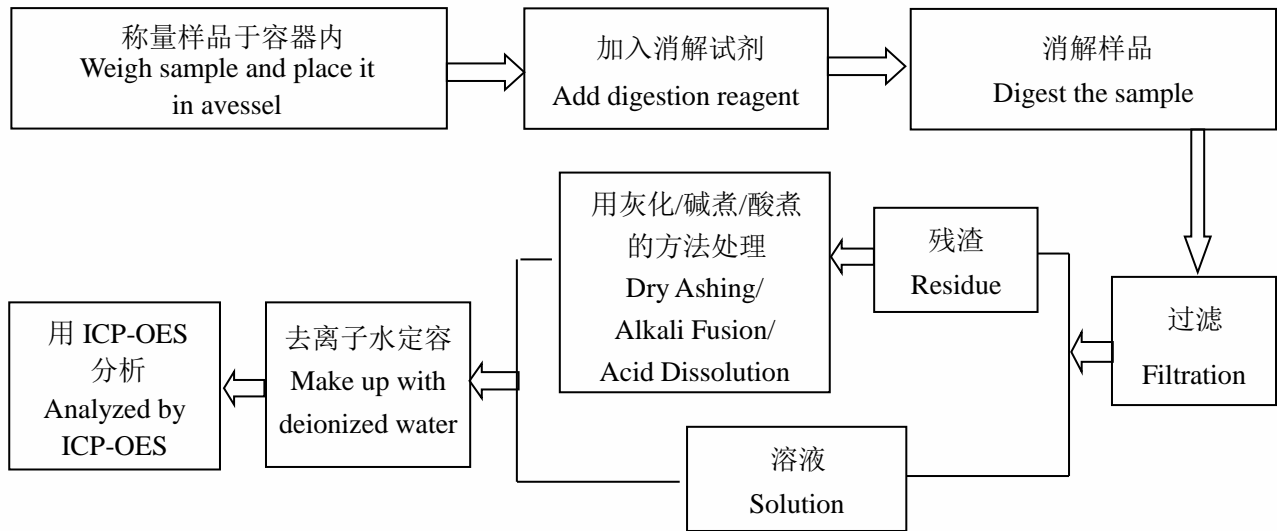 称量样品于容器内
Weigh sample and place it
in avessel
加入消解试剂
Add digestion reagent
消解样品
Digest the sample
过滤
Filtration
残渣
Residue
用灰化/碱煮/酸煮
的方法处理
Dry Ashing/
Alkali Fusion/
Acid Dissolution
溶液
Solution
去离子水定容
Make up with
deionized water
用 ICP-OES
分析
Analyzed by
ICP-OES